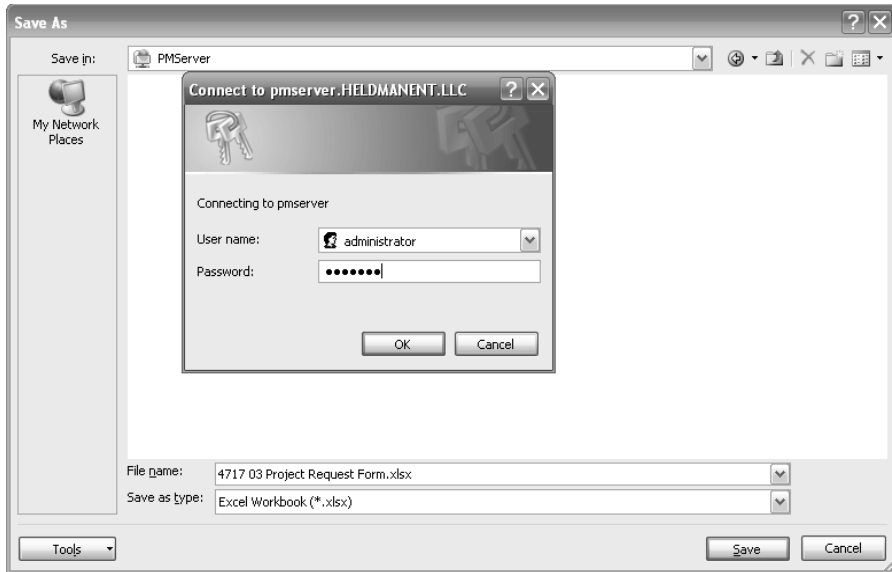 Save As
Save in:
PMServer
My Network
Places
Connect to pmserver.HELDMANENT.LLC
Connecting to pmserver
User name:
administrator
Password:
•••••••
OK
Cancel
File name:
4717 03 Project Request Form.xlsx
Save as type:
Excel Workbook (*.xlsx)
Tools
Save
Cancel